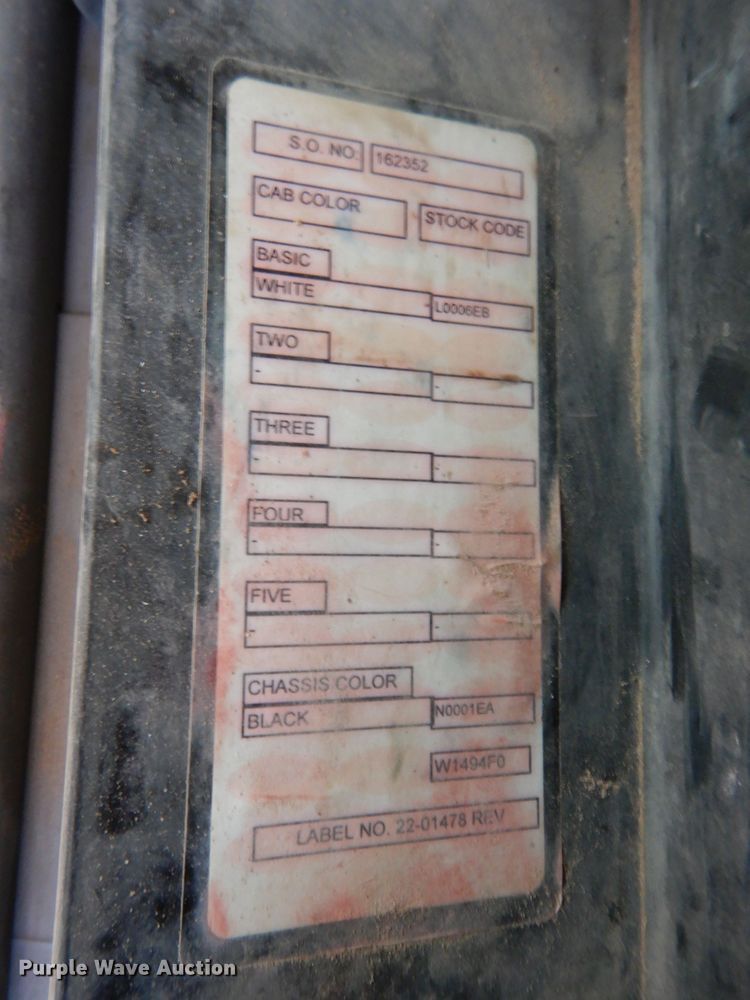 S.O. NO: 162352
CAB COLOR STOCK CODE
BASIC
WHITE L0006EB
TWO
- -
THREE
- -
FOUR
- -
FIVE
- -
CHASSIS COLOR
BLACK N0001EA
W1494F0
LABEL NO. 22-01478 REV
Purple Wave Auction